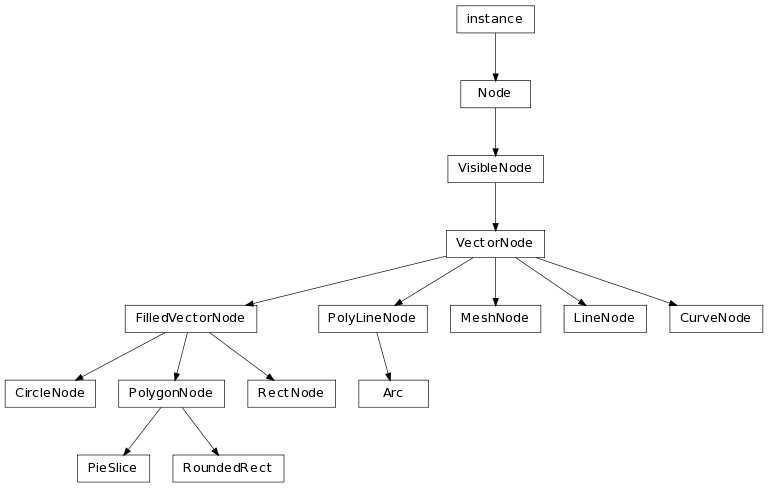 instance
Node
VisibleNode
VectorNode
FilledVectorNode
PolyLineNode
MeshNode
LineNode
CurveNode
CircleNode
PolygonNode
RectNode
Arc
PieSlice
RoundedRect